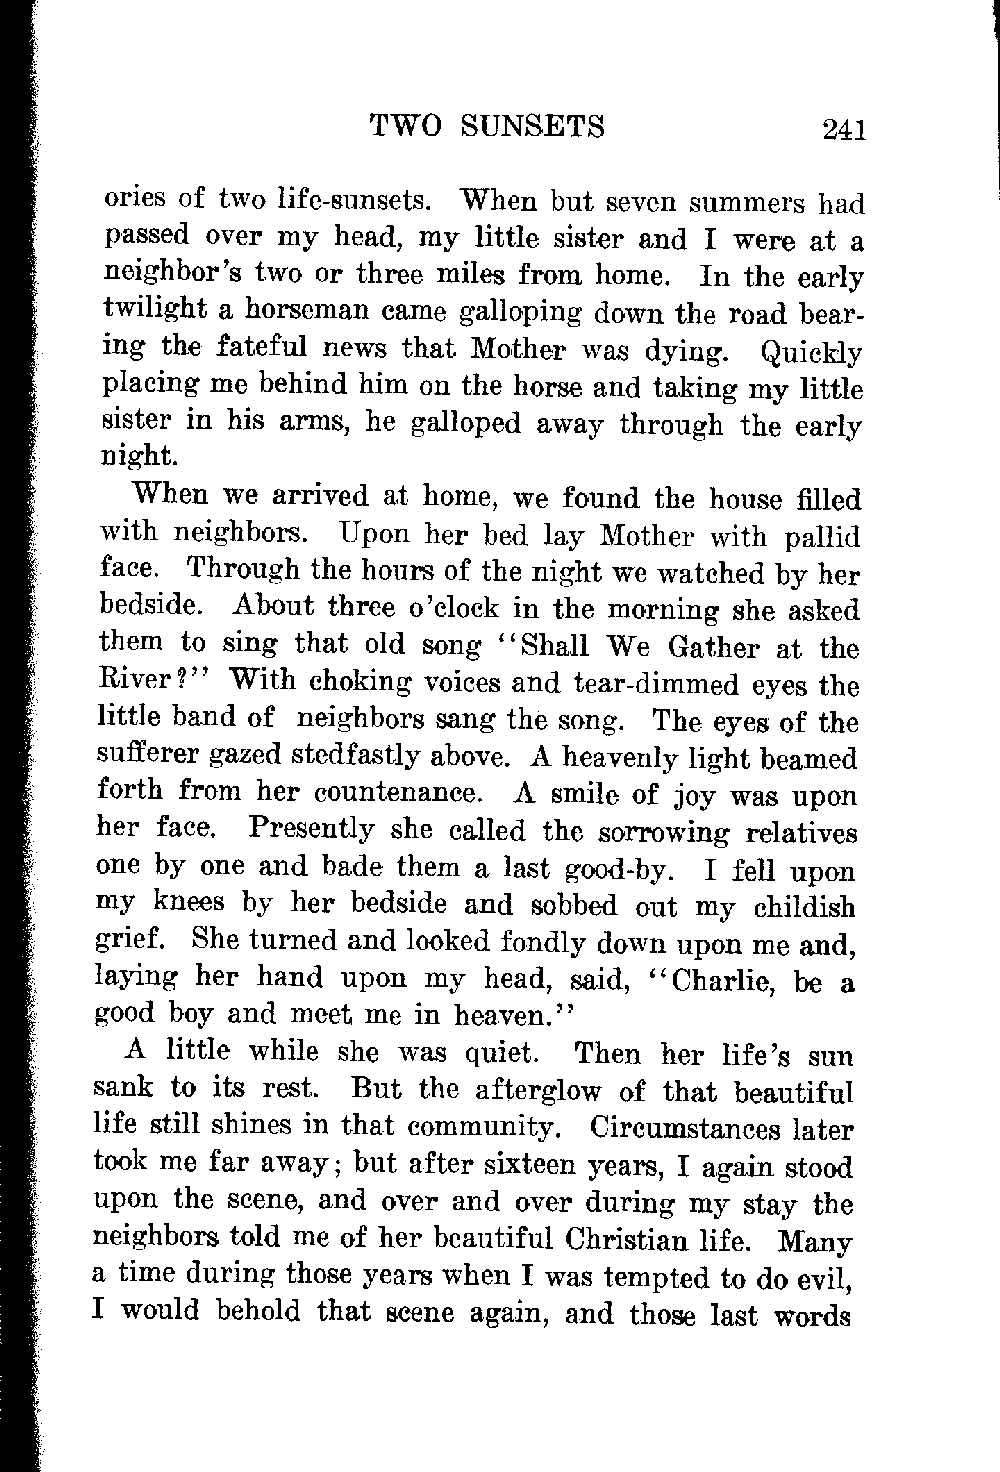 TWO SUNSETS 241
ories of two life-sunsets. When but seven summers had
passed over my head, my little sister and I were at a
neighbor's two or three miles from home. In the early
twilight a horseman came galloping down the road bear-
ing the fateful news that Mother was dying. Quickly
placing me behind him on the horse and taking my little
sister in his arms, he galloped away through the early
night.
When we arrived at home, we found the house filled
with neighbors. Upon her bed lay Mother with pallid
face. Through the hours of the night we watched by her
bedside. About three o'clock in the morning she asked
them to sing that old song "Shall We Gather at the
River?" With choking voices and tear-dimmed eyes the
little band of neighbors sang the song. The eyes of the
sufferer gazed stedfastly above. A heavenly light beamed
forth from her countenance. A smile of joy was upon
her face. Presently she called the sorrowing relatives
one by one and bade them a last good-by. I fell upon
my knees by her bedside and sobbed out my childish
grief. She turned and looked fondly down upon me and,
laying her hand upon my head, said, "Charlie, be a
good boy and meet me in heaven."
A little while she was quiet. Then her life's sun
sank to its rest. But the afterglow of that beautiful
life still shines in that community. Circumstances later
took me far away; but after sixteen years, I again stood
upon the scene, and over and over during my stay the
neighbors told me of her beautiful Christian life. Many
a time during those years when I was tempted to do evil,
I would behold that scene again, and those last words